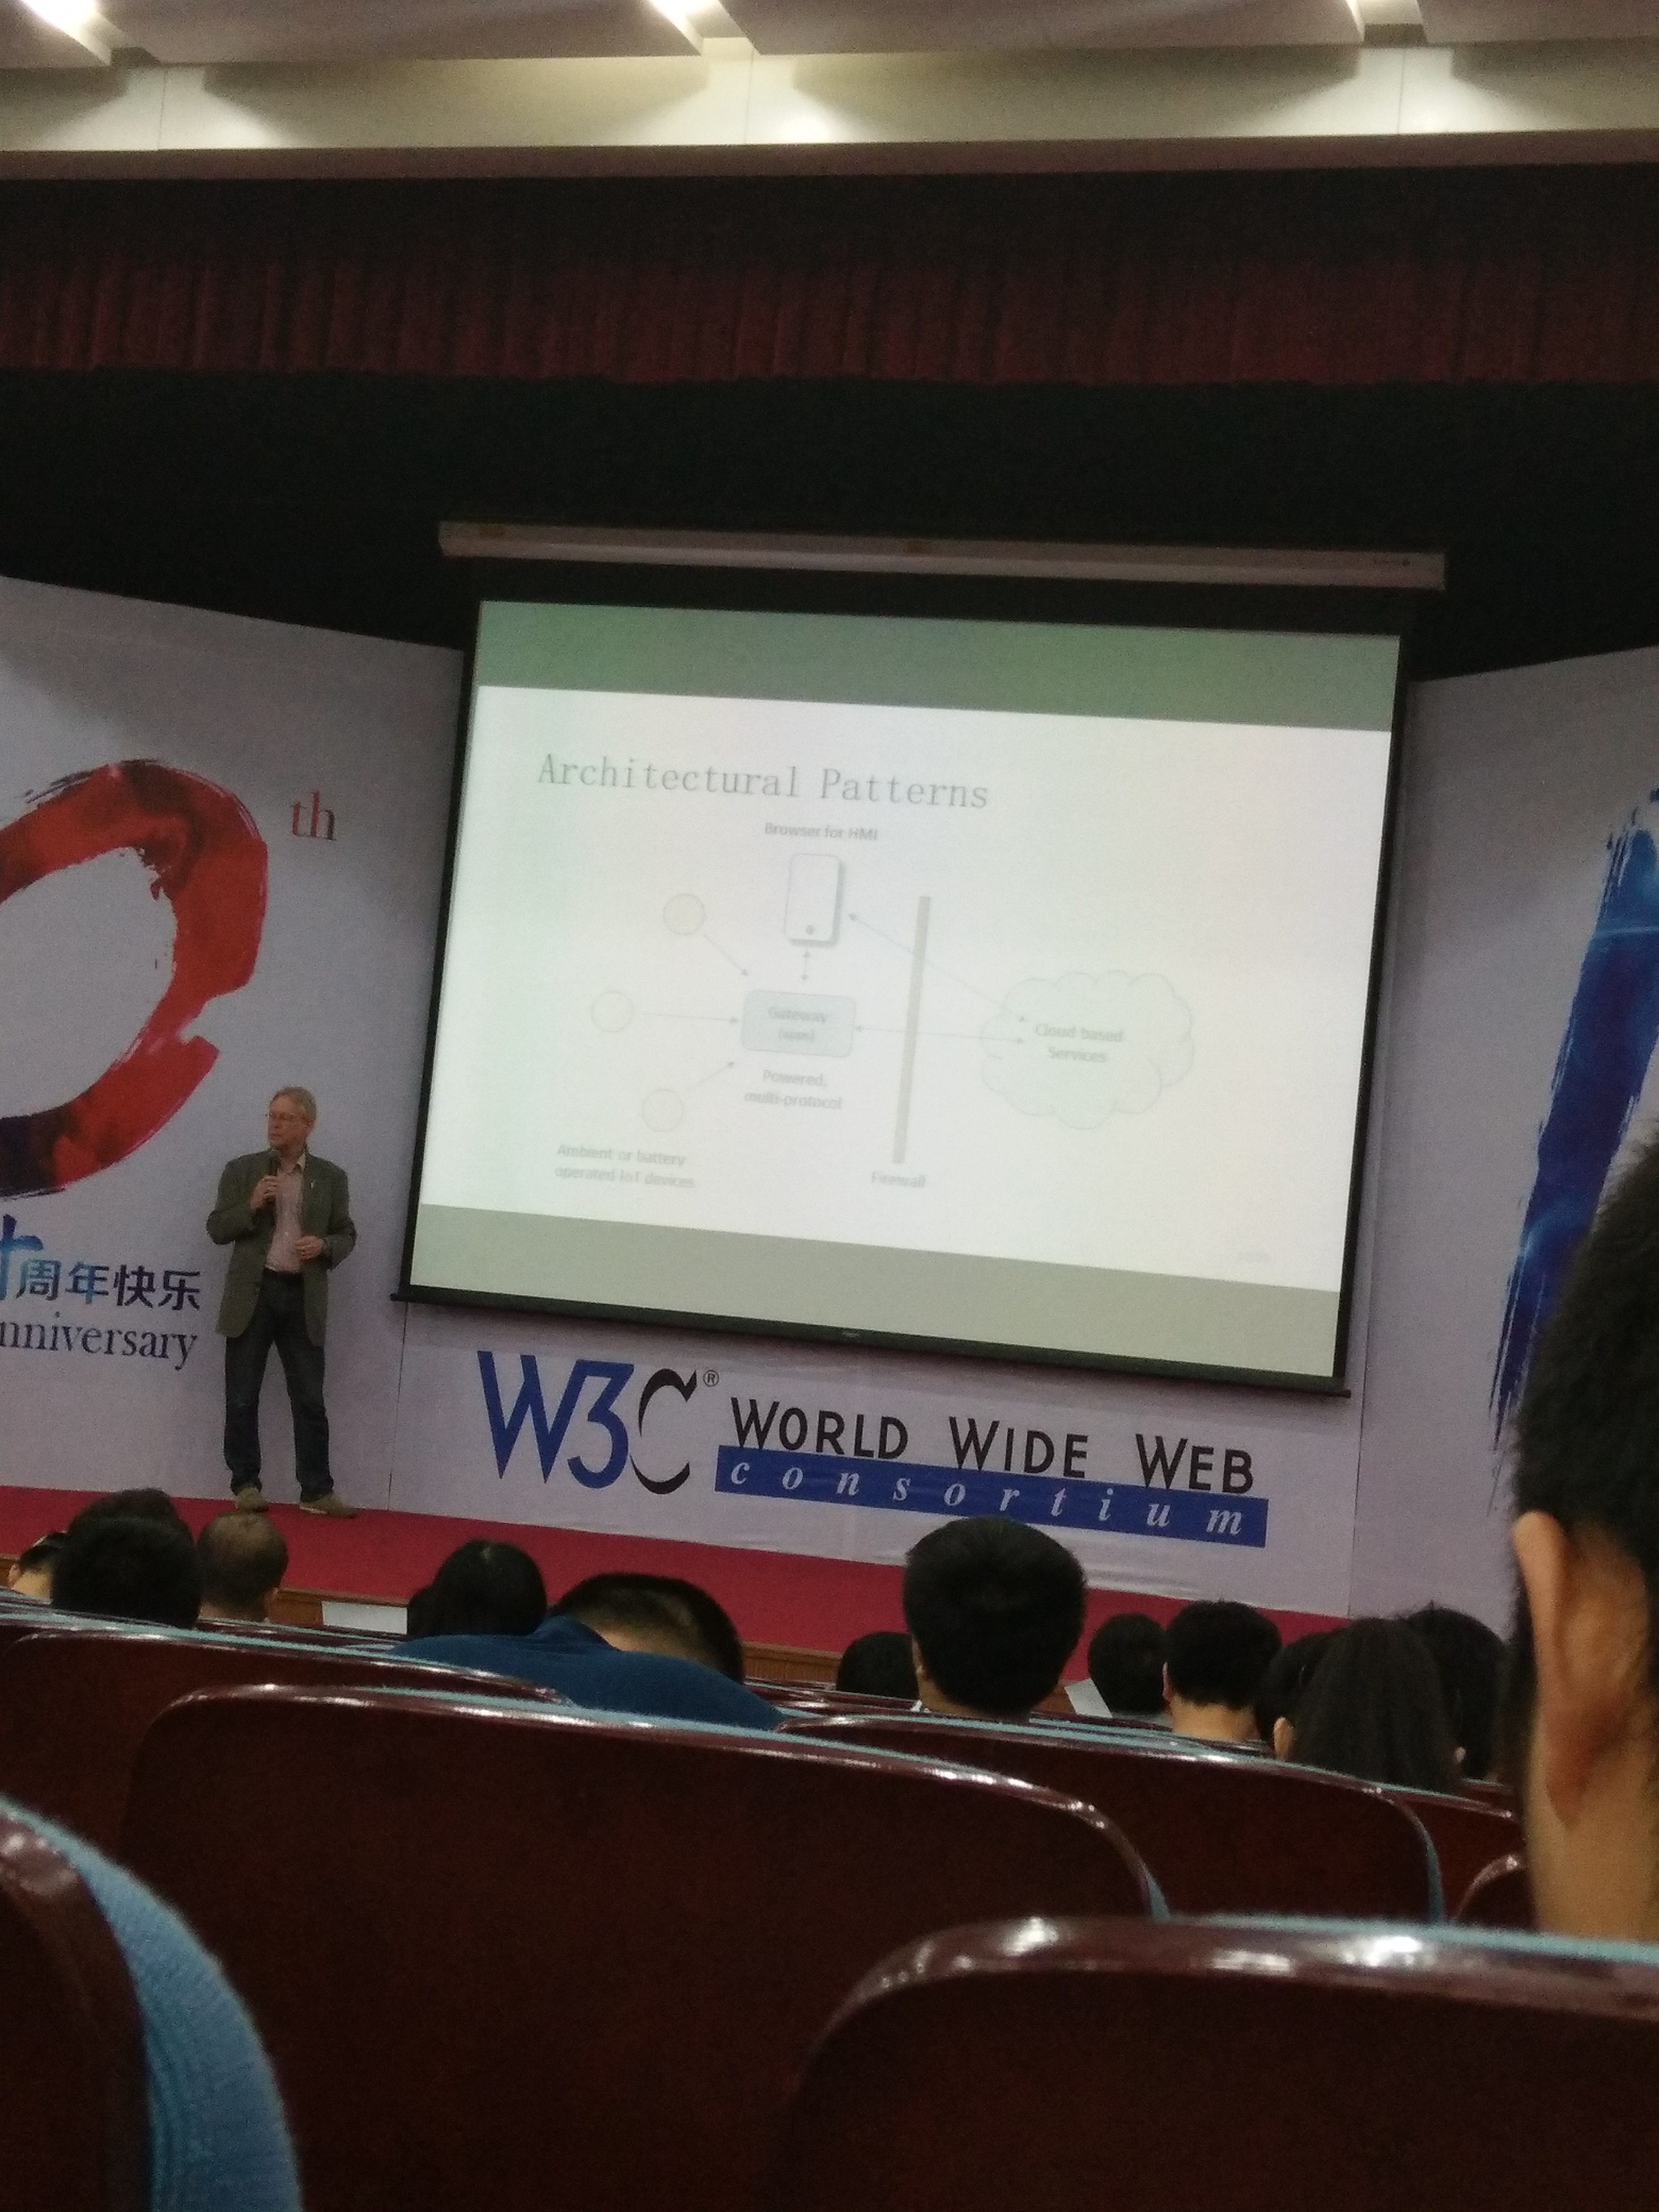 th
周年快乐
nniversary
Architectural Patterns
Browser for HMI
Gateway
(apps)
Powered,
multi-protocol
Cloud based
Services
Ambient or battery
operated IoT devices
Firewall
W3C® WORLD WIDE WEB
consortium